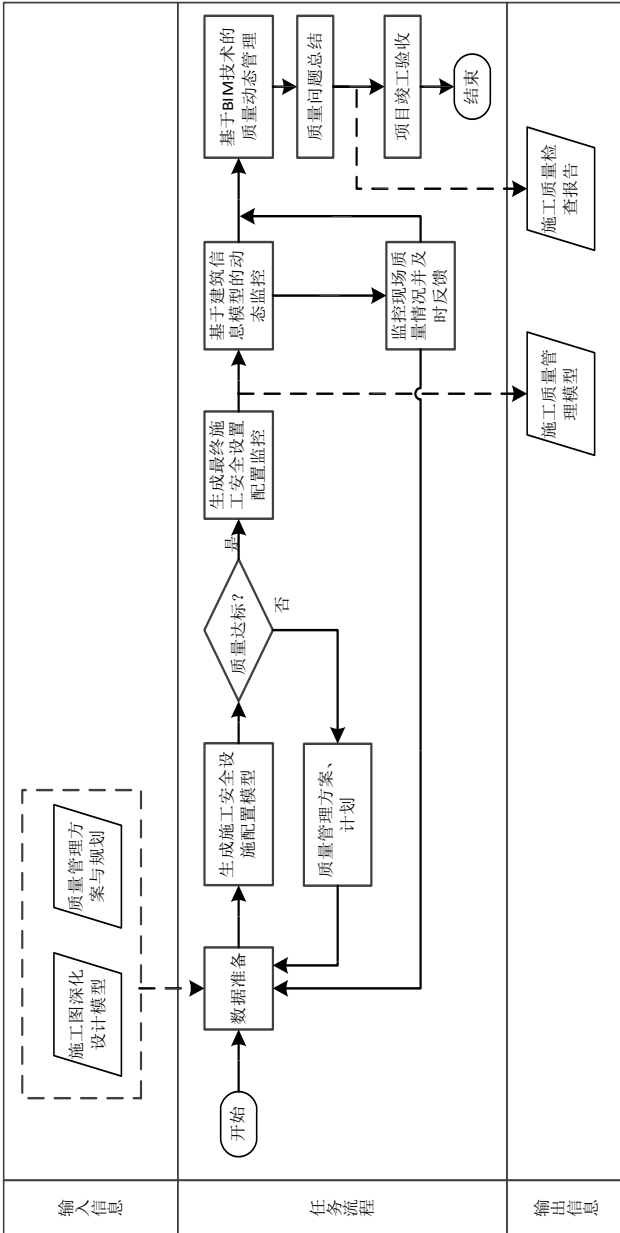 输入信息
施工图深化
设计模型
质量管理方
案与规划
任务流程
开始
数据准备
生成施工安全设
施配置模型
质量达标?
是
否
质量管理方案、
计划
生成最终施
工安全设置
配置监控
基于建筑信
息模型的动
态监控
监控现场质
量情况并及
时反馈
基于BIM技术的
质量动态管理
质量问题总结
项目竣工验收
结束
输出信息
施工质量管
理模型
施工质量检
查报告